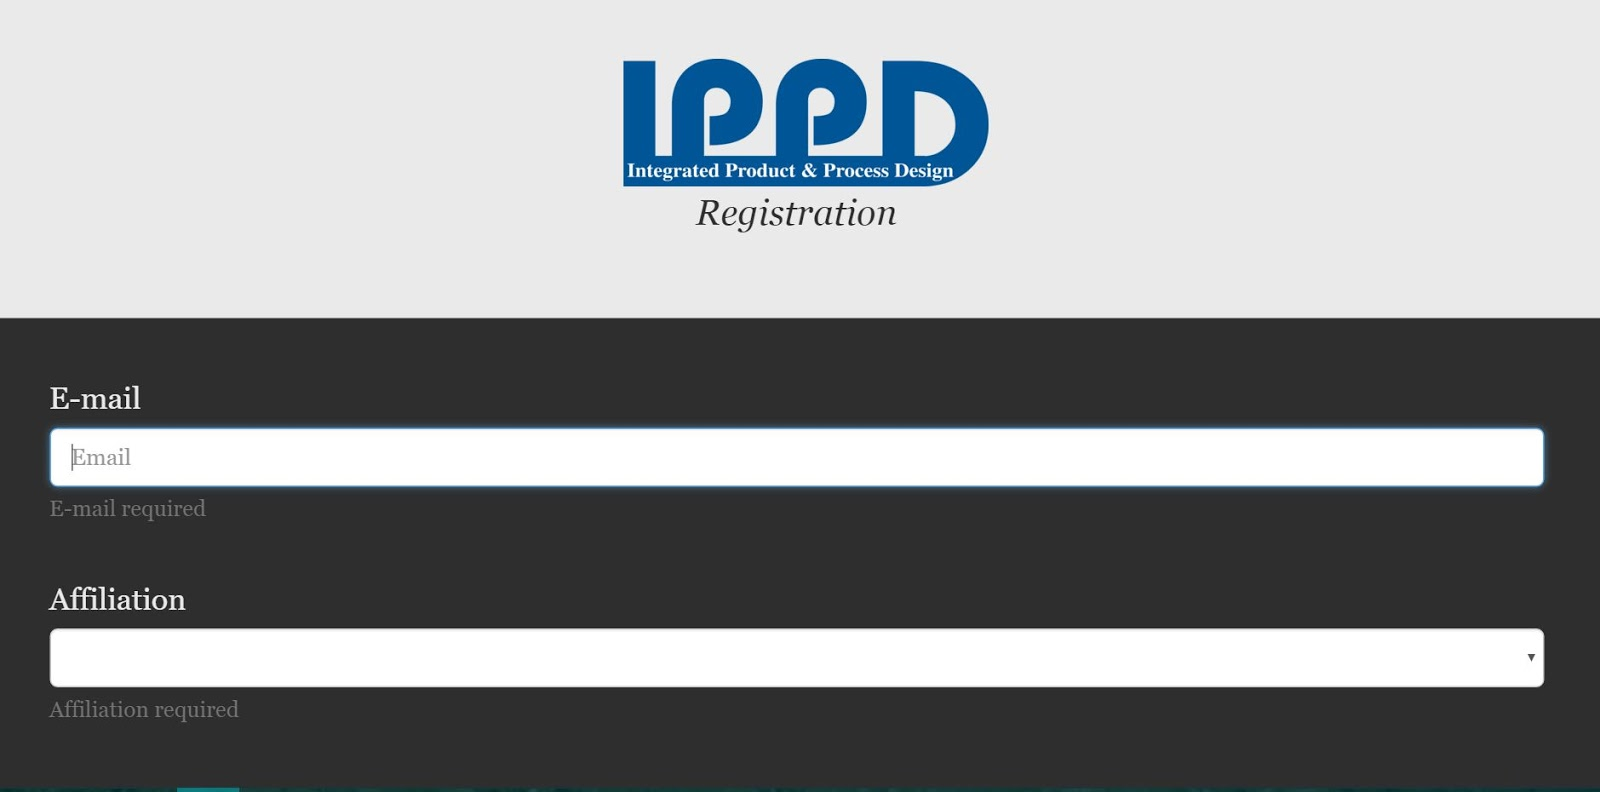 IPPD
Integrated Product & Process Design
Registration
E-mail
Email
E-mail required
Affiliation
Affiliation required